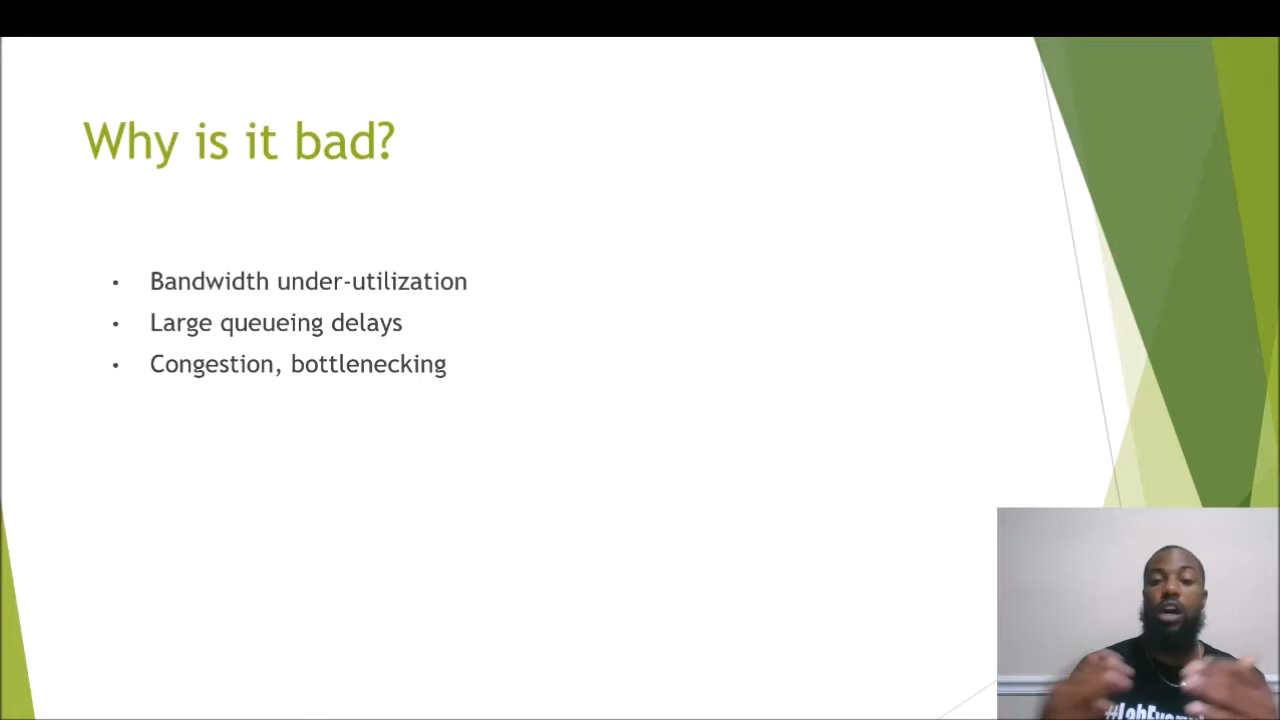 Why is it bad?
• Bandwidth under-utilization
• Large queueing delays
• Congestion, bottlenecking